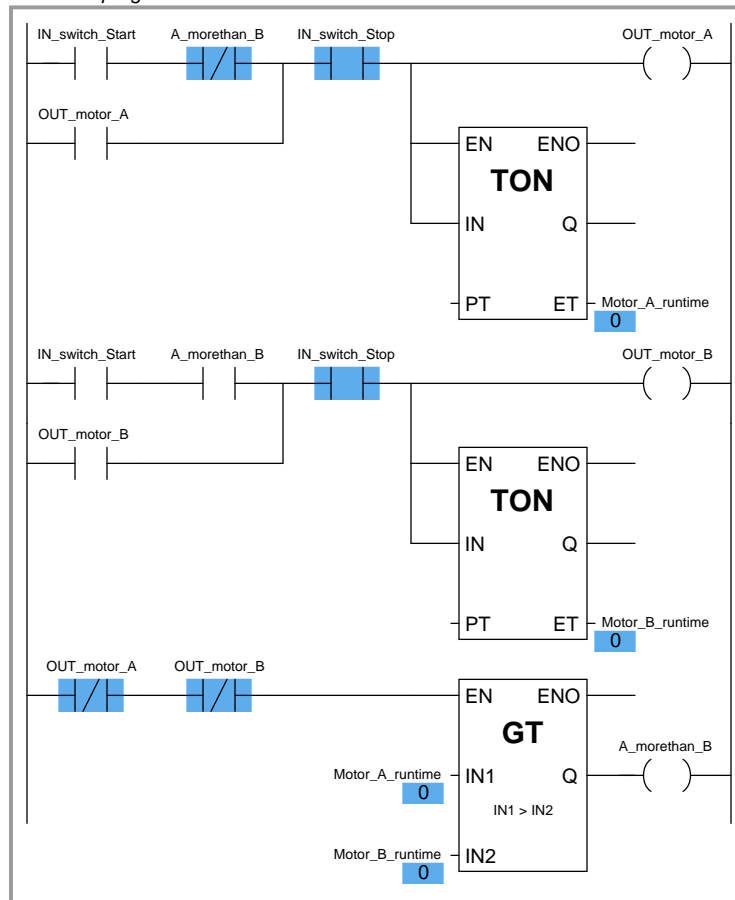 IN_switch_Start A_morethan_B IN_switch_Stop OUT_motor_A
OUT_motor_A
EN ENO
TON
IN Q
PT ET Motor_A_runtime
0
IN_switch_Start A_morethan_B IN_switch_Stop OUT_motor_B
OUT_motor_B
EN ENO
TON
IN Q
PT ET Motor_B_runtime
0
OUT_motor_A OUT_motor_B
EN ENO
GT
A_morethan_B
Motor_A_runtime IN1 Q
0
IN1 > IN2
Motor_B_runtime IN2
0